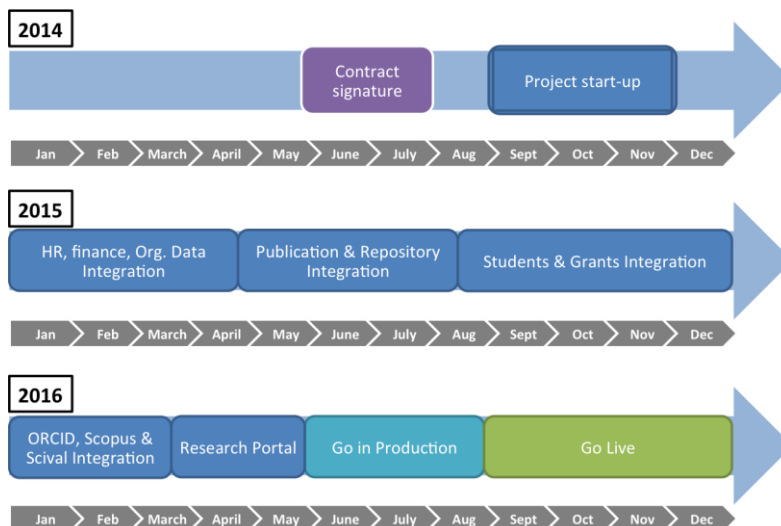 2014
Contract
signature
Project start-up
Jan Feb March April May June July Aug Sept Oct Nov Dec
2015
HR, finance, Org. Data
Integration
Publication & Repository
Integration
Students & Grants Integration
Jan Feb March April May June July Aug Sept Oct Nov Dec
2016
ORCID, Scopus &
Scival Integration
Research Portal
Go in Production
Go Live
Jan Feb March April May June July Aug Sept Oct Nov Dec